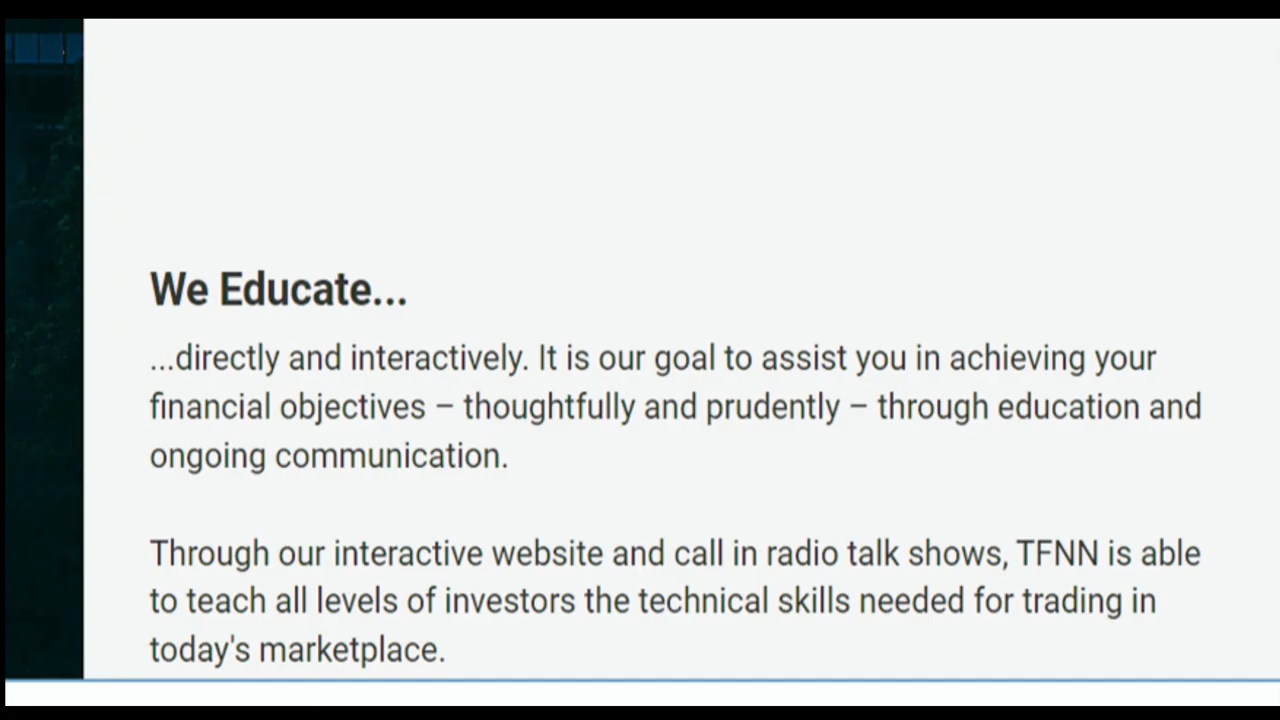 We Educate...
...directly and interactively. It is our goal to assist you in achieving your
financial objectives – thoughtfully and prudently – through education and
ongoing communication.
Through our interactive website and call in radio talk shows, TFNN is able
to teach all levels of investors the technical skills needed for trading in
today's marketplace.